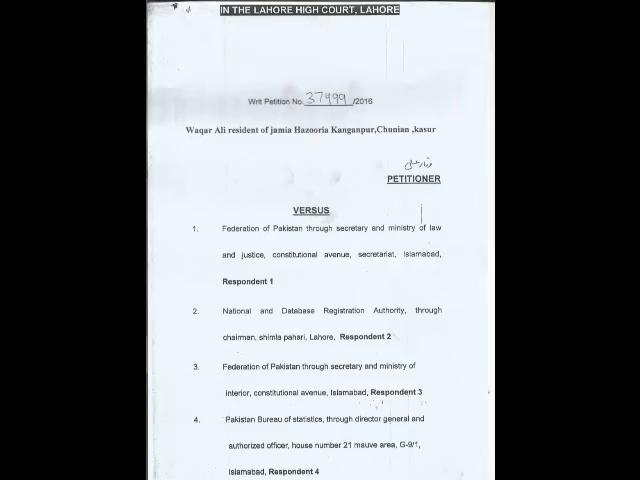 IN THE LAHORE HIGH COURT, LAHORE
Writ Petition No. 37499 /2016
Waqar Ali resident of jamia Hazooria Kanganpur,Chunian ,kasur
PETITIONER
VERSUS
1. Federation of Pakistan through secretary and ministry of law
and justice, constitutional avenue, secretariat, Islamabad,
Respondent 1
2. National and Database Registration Authority, through
chairman, shimla pahari, Lahore, Respondent 2
3. Federation of Pakistan through secretary and ministry of
interior, constitutional avenue, Islamabad, Respondent 3
4. Pakistan Bureau of statistics, through director general and
authorized officer, house number 21 mauve area, G-9/1,
Islamabad, Respondent 4